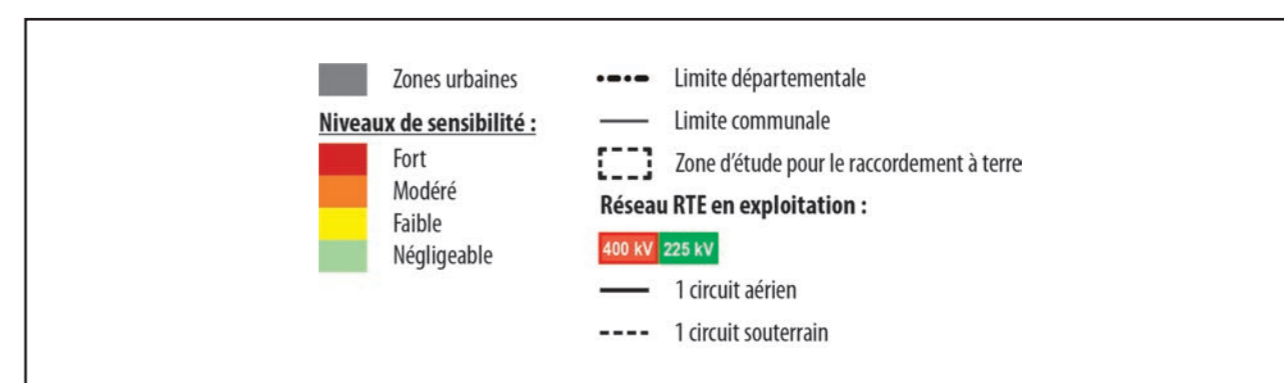 Zones urbaines
Niveaux de sensibilité :
Fort
Modéré
Faible
Négligeable
Limite départementale
Limite communale
Zone d'étude pour le raccordement à terre
Réseau RTE en exploitation :
400 kV 225 kV
1 circuit aérien
1 circuit souterrain